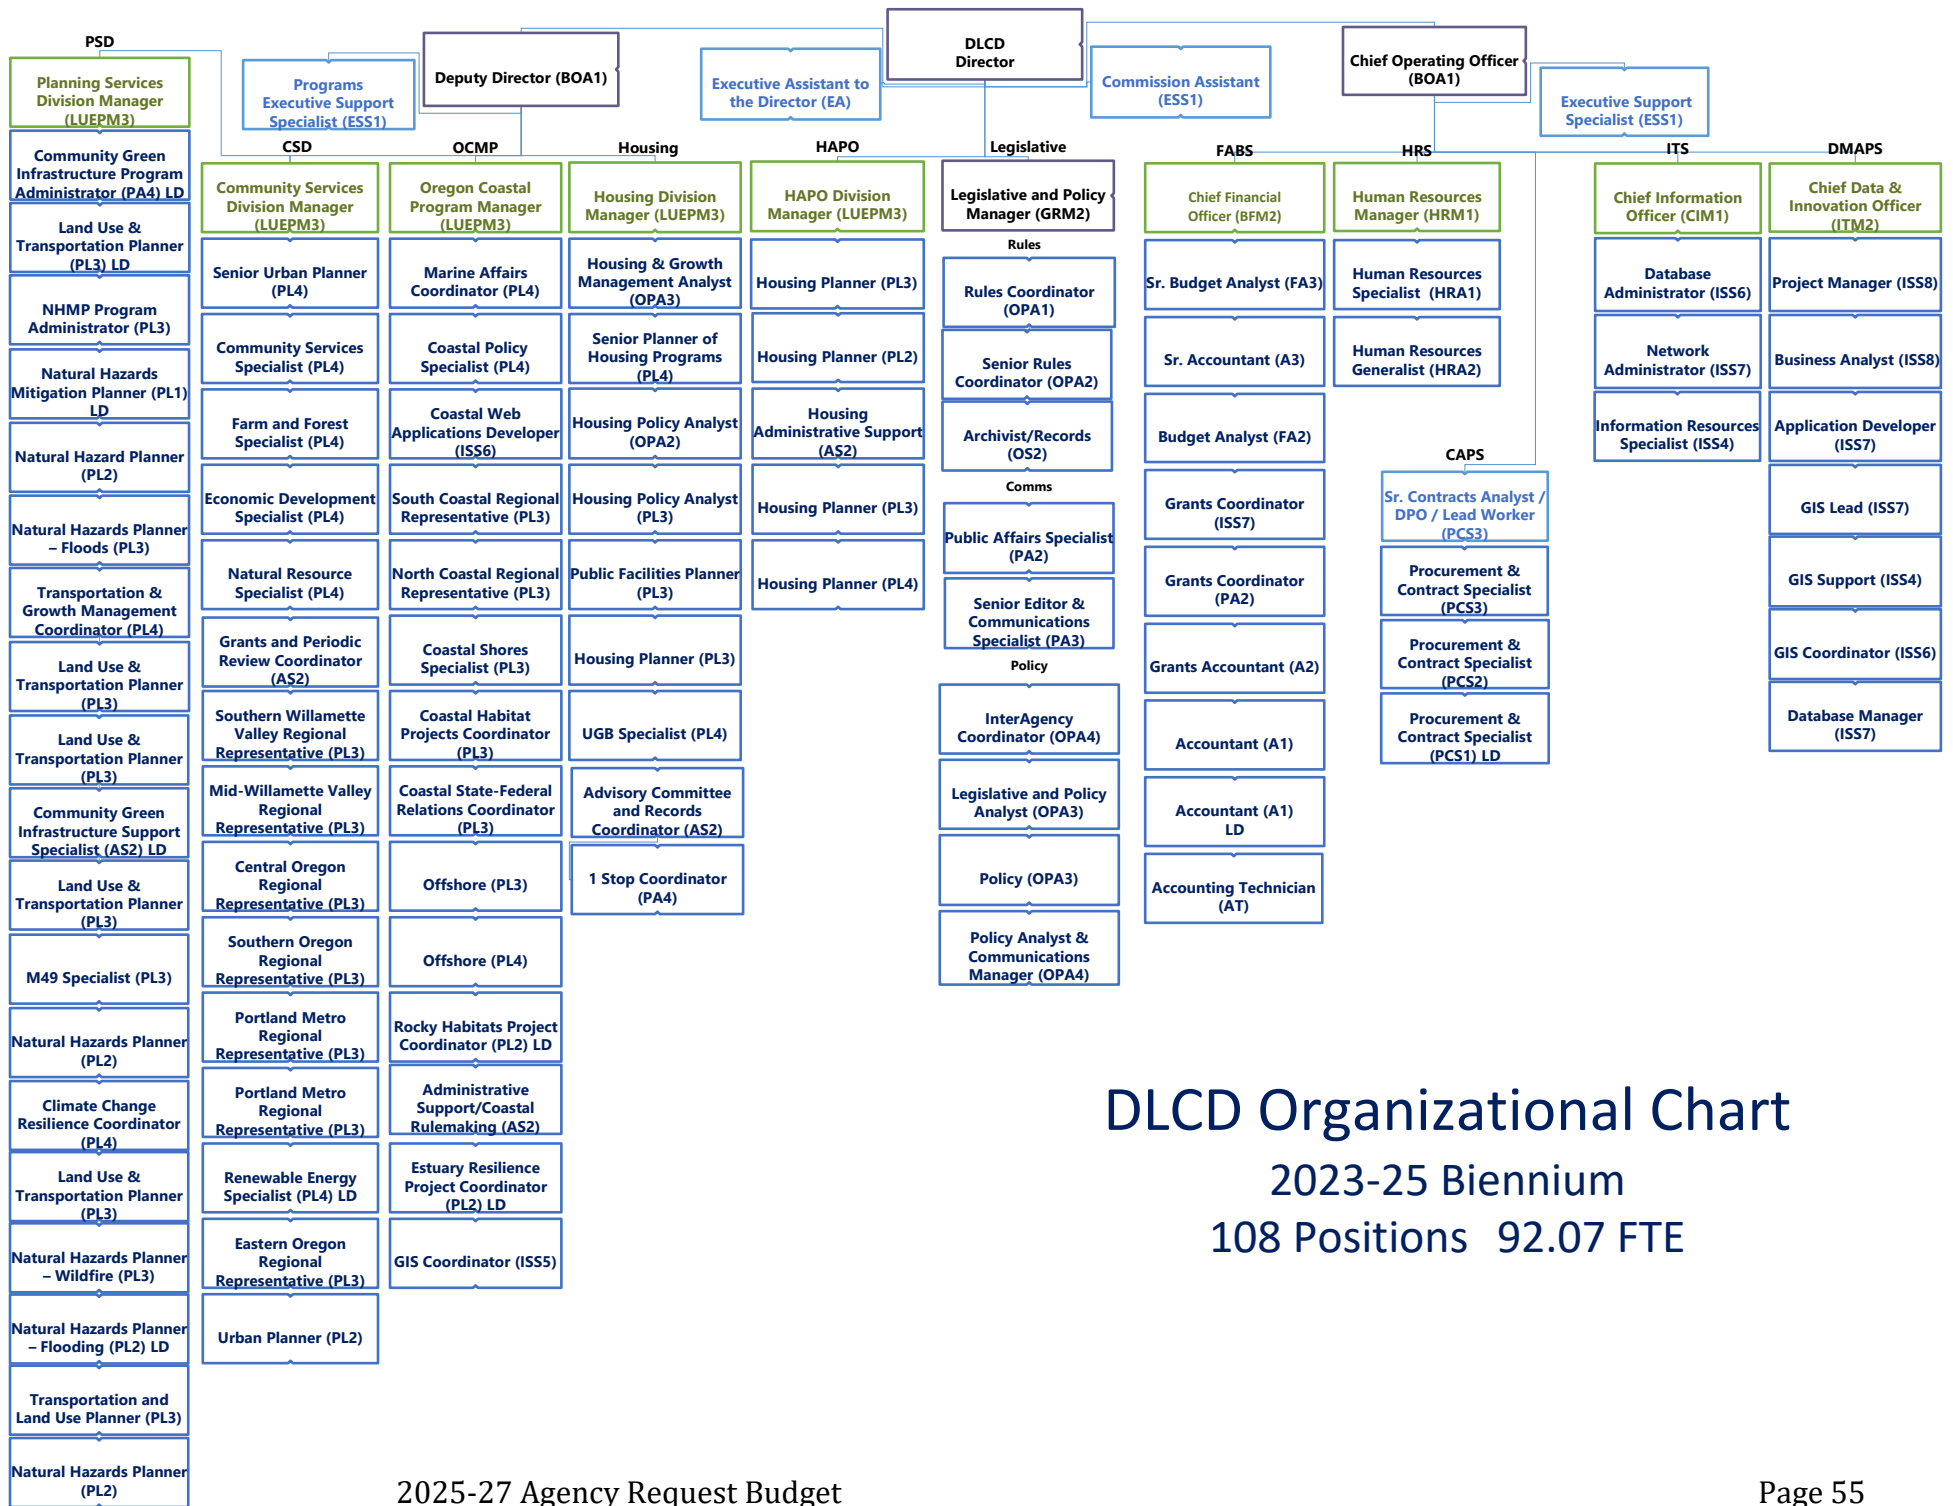 DLCD
Director
Deputy Director (BOA1)
Chief Operating Officer
(BOA1)
Programs
Executive Support
Specialist (ESS1)
Executive Assistant to
the Director (EA)
Commission Assistant
(ESS1)
Executive Support
Specialist (ESS1)
PSD
Planning Services
Division Manager
(LUEPM3)
Community Green
Infrastructure Program
Administrator (PA4) LD
Land Use &
Transportation Planner
(PL3) LD
NHMP Program
Administrator (PL3)
Natural Hazards
Mitigation Planner (PL1)
LD
Natural Hazard Planner
(PL2)
Natural Hazards Planner
– Floods (PL3)
Transportation &
Growth Management
Coordinator (PL4)
Land Use &
Transportation Planner
(PL3)
Land Use &
Transportation Planner
(PL3)
Community Green
Infrastructure Support
Specialist (AS2) LD
Land Use &
Transportation Planner
(PL3)
M49 Specialist (PL3)
Natural Hazards Planner
(PL2)
Climate Change
Resilience Coordinator
(PL4)
Land Use &
Transportation Planner
(PL3)
Natural Hazards Planner
– Wildfire (PL3)
Natural Hazards Planner
– Flooding (PL2) LD
Transportation and
Land Use Planner (PL3)
Natural Hazards Planner
(PL2)
CSD
Community Services
Division Manager
(LUEPM3)
Senior Urban Planner
(PL4)
Community Services
Specialist (PL4)
Farm and Forest
Specialist (PL4)
Economic Development
Specialist (PL4)
Natural Resource
Specialist (PL4)
Grants and Periodic
Review Coordinator
(AS2)
Southern Willamette
Valley Regional
Representative (PL3)
Mid-Willamette Valley
Regional
Representative (PL3)
Central Oregon
Regional
Representative (PL3)
Southern Oregon
Regional
Representative (PL3)
Portland Metro
Regional
Representative (PL3)
Portland Metro
Regional
Representative (PL3)
Renewable Energy
Specialist (PL4) LD
Eastern Oregon
Regional
Representative (PL3)
Urban Planner (PL2)
OCMP
Oregon Coastal
Program Manager
(LUEPM3)
Marine Affairs
Coordinator (PL4)
Coastal Policy
Specialist (PL4)
Coastal Web
Applications Developer
(ISS6)
South Coastal Regional
Representative (PL3)
North Coastal Regional
Representative (PL3)
Coastal Shores
Specialist (PL3)
Coastal Habitat
Projects Coordinator
(PL3)
Coastal State-Federal
Relations Coordinator
(PL3)
Offshore (PL3)
Offshore (PL4)
Rocky Habitats Project
Coordinator (PL2) LD
Administrative
Support/Coastal
Rulemaking (AS2)
Estuary Resilience
Project Coordinator
(PL2) LD
GIS Coordinator (ISS5)
Housing
Housing Division
Manager (LUEPM3)
Housing & Growth
Management Analyst
(OPA3)
Senior Planner of
Housing Programs
(PL4)
Housing Policy Analyst
(OPA2)
Housing Policy Analyst
(PL3)
Public Facilities Planner
(PL3)
Housing Planner (PL3)
UGB Specialist (PL4)
Advisory Committee
and Records
Coordinator (AS2)
1 Stop Coordinator
(PA4)
HAPO
HAPO Division
Manager (LUEPM3)
Housing Planner (PL3)
Housing Planner (PL2)
Housing
Administrative Support
(AS2)
Housing Planner (PL3)
Housing Planner (PL4)
Legislative
Legislative and Policy
Manager (GRM2)
Rules
Rules Coordinator
(OPA1)
Senior Rules
Coordinator (OPA2)
Archivist/Records
(OS2)
Comms
Public Affairs Specialist
(PA2)
Senior Editor &
Communications
Specialist (PA3)
Policy
InterAgency
Coordinator (OPA4)
Legislative and Policy
Analyst (OPA3)
Policy (OPA3)
Policy Analyst &
Communications
Manager (OPA4)
FABS
Chief Financial
Officer (BFM2)
Sr. Budget Analyst (FA3)
Sr. Accountant (A3)
Budget Analyst (FA2)
Grants Coordinator
(ISS7)
Grants Coordinator
(PA2)
Grants Accountant (A2)
Accountant (A1)
Accountant (A1)
LD
Accounting Technician
(AT)
HRS
Human Resources
Manager (HRM1)
Human Resources
Specialist (HRA1)
Human Resources
Generalist (HRA2)
CAPS
Sr. Contracts Analyst /
DPO / Lead Worker
(PCS3)
Procurement &
Contract Specialist
(PCS3)
Procurement &
Contract Specialist
(PCS2)
Procurement &
Contract Specialist
(PCS1) LD
ITS
Chief Information
Officer (CIM1)
Database
Administrator (ISS6)
Network
Administrator (ISS7)
Information Resources
Specialist (ISS4)
DMAPS
Chief Data &
Innovation Officer
(ITM2)
Project Manager (ISS8)
Business Analyst (ISS8)
Application Developer
(ISS7)
GIS Lead (ISS7)
GIS Support (ISS4)
GIS Coordinator (ISS6)
Database Manager
(ISS7)
DLCD Organizational Chart
2023-25 Biennium
108 Positions 92.07 FTE
2025-27 Agency Request Budget
Page 55